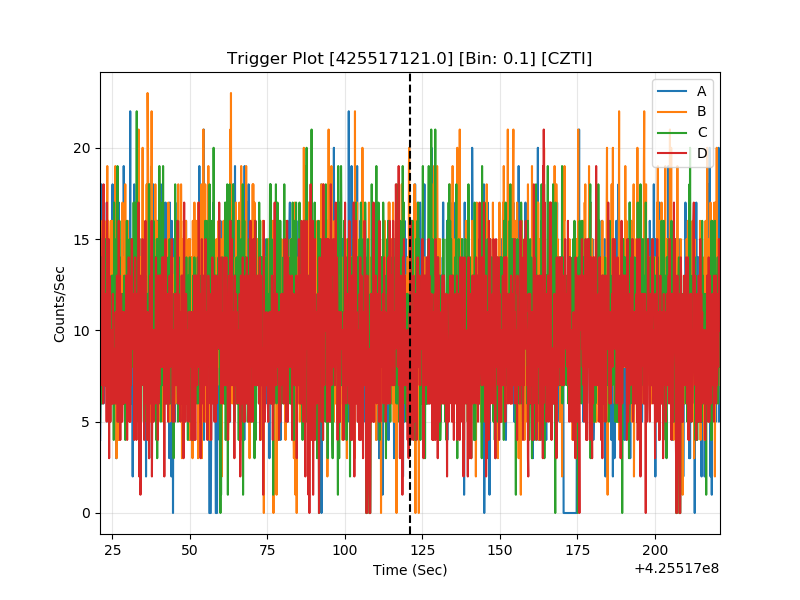 Trigger Plot [425517121.0] [Bin: 0.1] [CZTI]
A
B
C
D
20
15
10
5
0
Counts/Sec
25 50 75 100 125 150 175 200
+4.25517e8
Time (Sec)